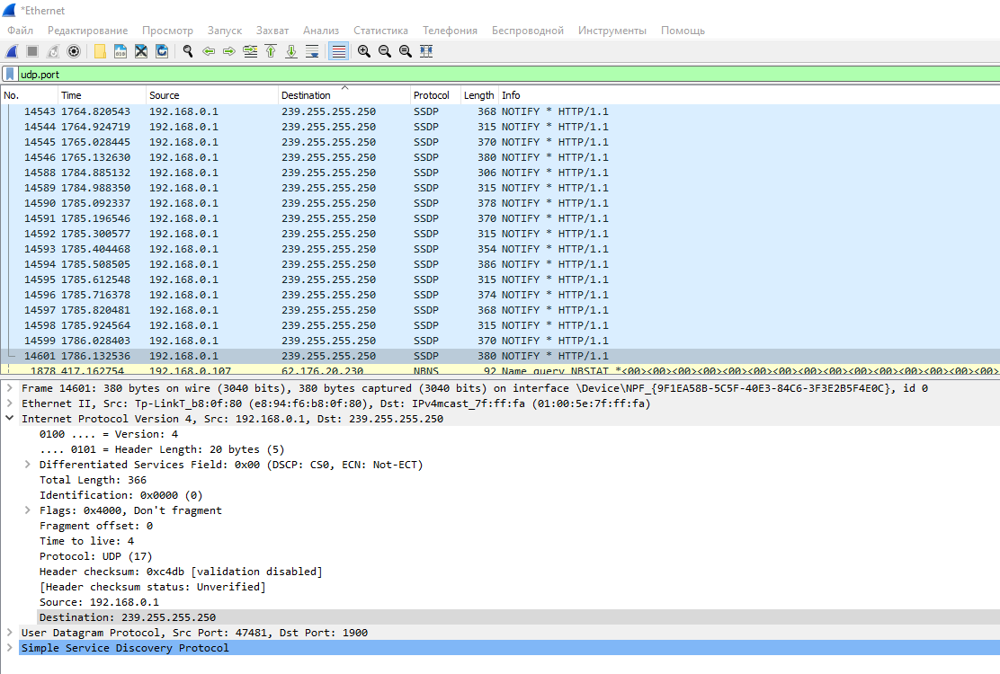 *Ethernet
Файл Редактирование Просмотр Запуск Захват Анализ Статистика Телефония Беспроводной Инструменты Помощь
udp.port
No. Time Source Destination Protocol Length Info
14543 1764.820543 192.168.0.1 239.255.255.250 SSDP 368 NOTIFY * HTTP/1.1
14544 1764.924719 192.168.0.1 239.255.255.250 SSDP 315 NOTIFY * HTTP/1.1
14545 1765.028445 192.168.0.1 239.255.255.250 SSDP 370 NOTIFY * HTTP/1.1
14546 1765.132630 192.168.0.1 239.255.255.250 SSDP 380 NOTIFY * HTTP/1.1
14588 1784.885132 192.168.0.1 239.255.255.250 SSDP 306 NOTIFY * HTTP/1.1
14589 1784.988350 192.168.0.1 239.255.255.250 SSDP 315 NOTIFY * HTTP/1.1
14590 1785.092337 192.168.0.1 239.255.255.250 SSDP 378 NOTIFY * HTTP/1.1
14591 1785.196546 192.168.0.1 239.255.255.250 SSDP 370 NOTIFY * HTTP/1.1
14592 1785.300577 192.168.0.1 239.255.255.250 SSDP 315 NOTIFY * HTTP/1.1
14593 1785.404468 192.168.0.1 239.255.255.250 SSDP 354 NOTIFY * HTTP/1.1
14594 1785.508505 192.168.0.1 239.255.255.250 SSDP 386 NOTIFY * HTTP/1.1
14595 1785.612548 192.168.0.1 239.255.255.250 SSDP 315 NOTIFY * HTTP/1.1
14596 1785.716378 192.168.0.1 239.255.255.250 SSDP 374 NOTIFY * HTTP/1.1
14597 1785.820481 192.168.0.1 239.255.255.250 SSDP 368 NOTIFY * HTTP/1.1
14598 1785.924564 192.168.0.1 239.255.255.250 SSDP 315 NOTIFY * HTTP/1.1
14599 1786.028403 192.168.0.1 239.255.255.250 SSDP 370 NOTIFY * HTTP/1.1
14601 1786.132536 192.168.0.1 239.255.255.250 SSDP 380 NOTIFY * HTTP/1.1
1878 417.162754 192.168.0.107 62.176.20.230 NBNS 92 Name query NBSTAT *<00><00><00><00><00><00><00><00><00><00><00><00><00><00><00>
Frame 14601: 380 bytes on wire (3040 bits), 380 bytes captured (3040 bits) on interface \Device\NPF_{9F1EA58B-5C5F-40E3-84C6-3F3E2B5F4E0C}, id 0
Ethernet II, Src: Tp-LinkT_b8:0f:80 (e8:94:f6:b8:0f:80), Dst: IPv4mcast_7f:ff:fa (01:00:5e:7f:ff:fa)
Internet Protocol Version 4, Src: 192.168.0.1, Dst: 239.255.255.250
0100 .... = Version: 4
.... 0101 = Header Length: 20 bytes (5)
Differentiated Services Field: 0x00 (DSCP: CS0, ECN: Not-ECT)
Total Length: 366
Identification: 0x0000 (0)
Flags: 0x4000, Don't fragment
Fragment offset: 0
Time to live: 4
Protocol: UDP (17)
Header checksum: 0xc4db [validation disabled]
[Header checksum status: Unverified]
Source: 192.168.0.1
Destination: 239.255.255.250
User Datagram Protocol, Src Port: 47481, Dst Port: 1900
Simple Service Discovery Protocol